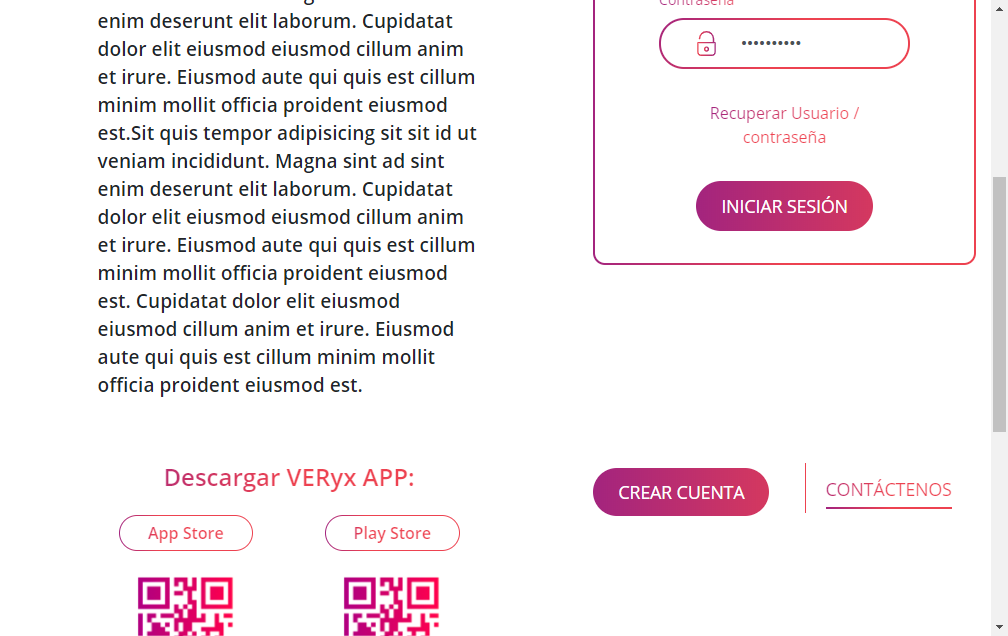 enim deserunt elit laborum. Cupidatat
dolor elit eiusmod eiusmod cillum anim
et irure. Eiusmod aute qui quis est cillum
minim mollit officia proident eiusmod
est.Sit quis tempor adipisicing sit sit id ut
veniam incididunt. Magna sint ad sint
enim deserunt elit laborum. Cupidatat
dolor elit eiusmod eiusmod cillum anim
et irure. Eiusmod aute qui quis est cillum
minim mollit officia proident eiusmod
est. Cupidatat dolor elit eiusmod
eiusmod cillum anim et irure. Eiusmod
aute qui quis est cillum minim mollit
officia proident eiusmod est.
Descargar VERyx APP:
App Store
Play Store
Contraseña
••••••••••
Recuperar Usuario /
contraseña
INICIAR SESIÓN
CREAR CUENTA
CONTÁCTENOS